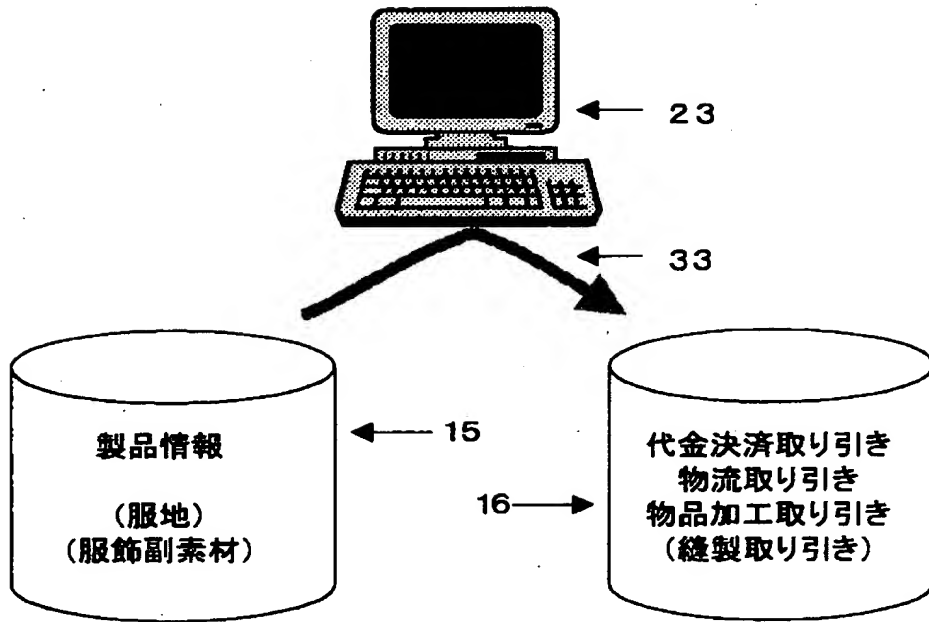 23
33
製品情報
(服地)
(服飾副素材)
15
16
代金決済取り引き
物流取り引き
物品加工取り引き
(縫製取り引き)